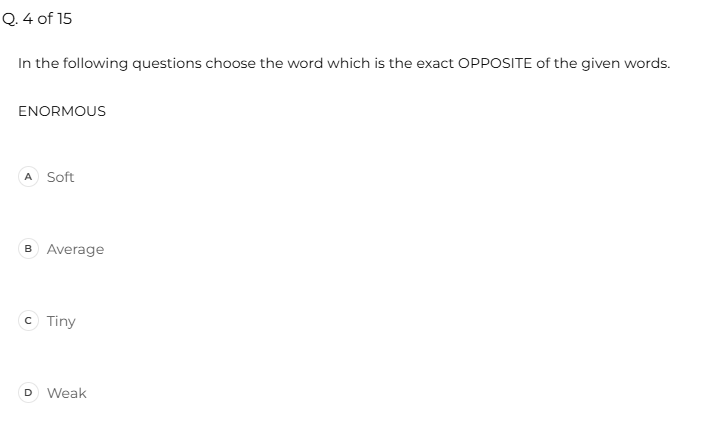 Q. 4 of 15
In the following questions choose the word which is the exact OPPOSITE of the given words.
ENORMOUS
A Soft
B Average
C Tiny
D Weak